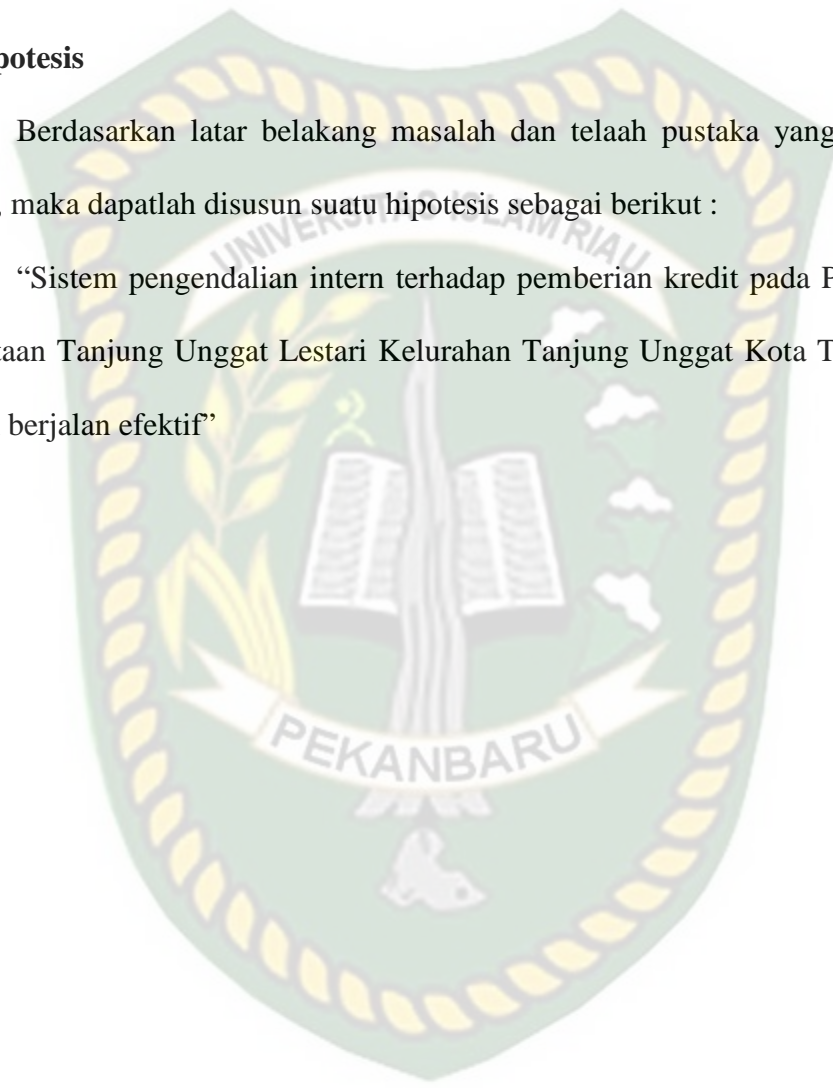 potesis
Berdasarkan latar belakang masalah dan telaah pustaka yang
, maka dapatlah disusun suatu hipotesis sebagai berikut :
UNIVERSITAS ISLAM RIAU
“Sistem pengendalian intern terhadap pemberian kredit pada P
taan Tanjung Unggat Lestari Kelurahan Tanjung Unggat Kota T
berjalan efektif”
PEKANBARU